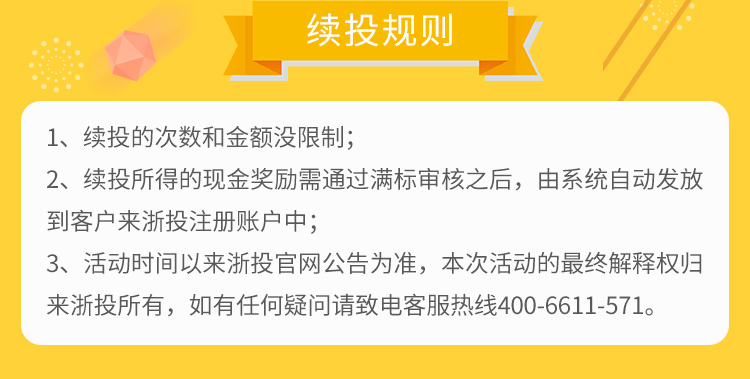 续投规则
1、续投的次数和金额没限制；
2、续投所得的现金奖励需通过满标审核之后，由系统自动发放
到客户来浙投注册账户中；
3、活动时间以来浙投官网公告为准，本次活动的最终解释权归
来浙投所有，如有任何疑问请致电客服热线400-6611-571。